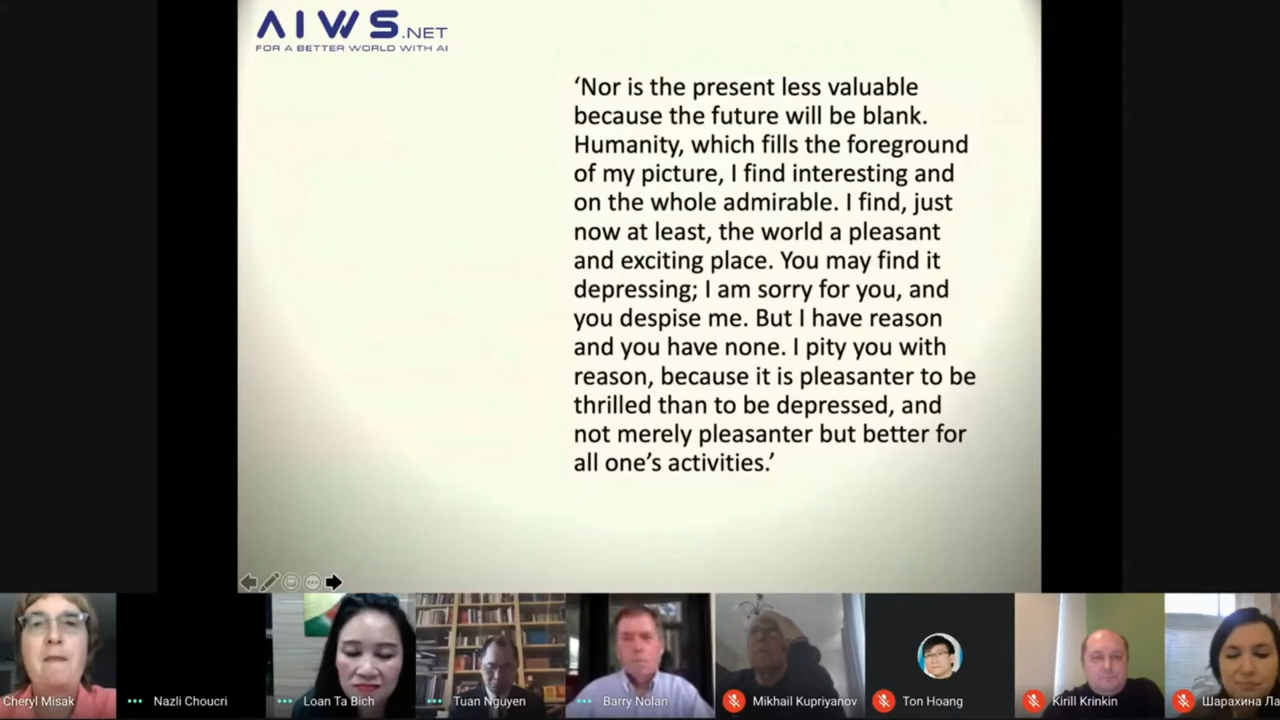 AIWS.NET
FOR A BETTER WORLD WITH AI
‘Nor is the present less valuable
because the future will be blank.
Humanity, which fills the foreground
of my picture, I find interesting and
on the whole admirable. I find, just
now at least, the world a pleasant
and exciting place. You may find it
depressing; I am sorry for you, and
you despise me. But I have reason
and you have none. I pity you with
reason, because it is pleasanter to be
thrilled than to be depressed, and
not merely pleasanter but better for
all one’s activities.’
Cheryl Misak
Nazli Choucri
Loan Ta Bich
Tuan Nguyen
Barry Nolan
Mikhail Kupriyanov
Ton Hoang
Kirill Krinkin
Шарахина Ла